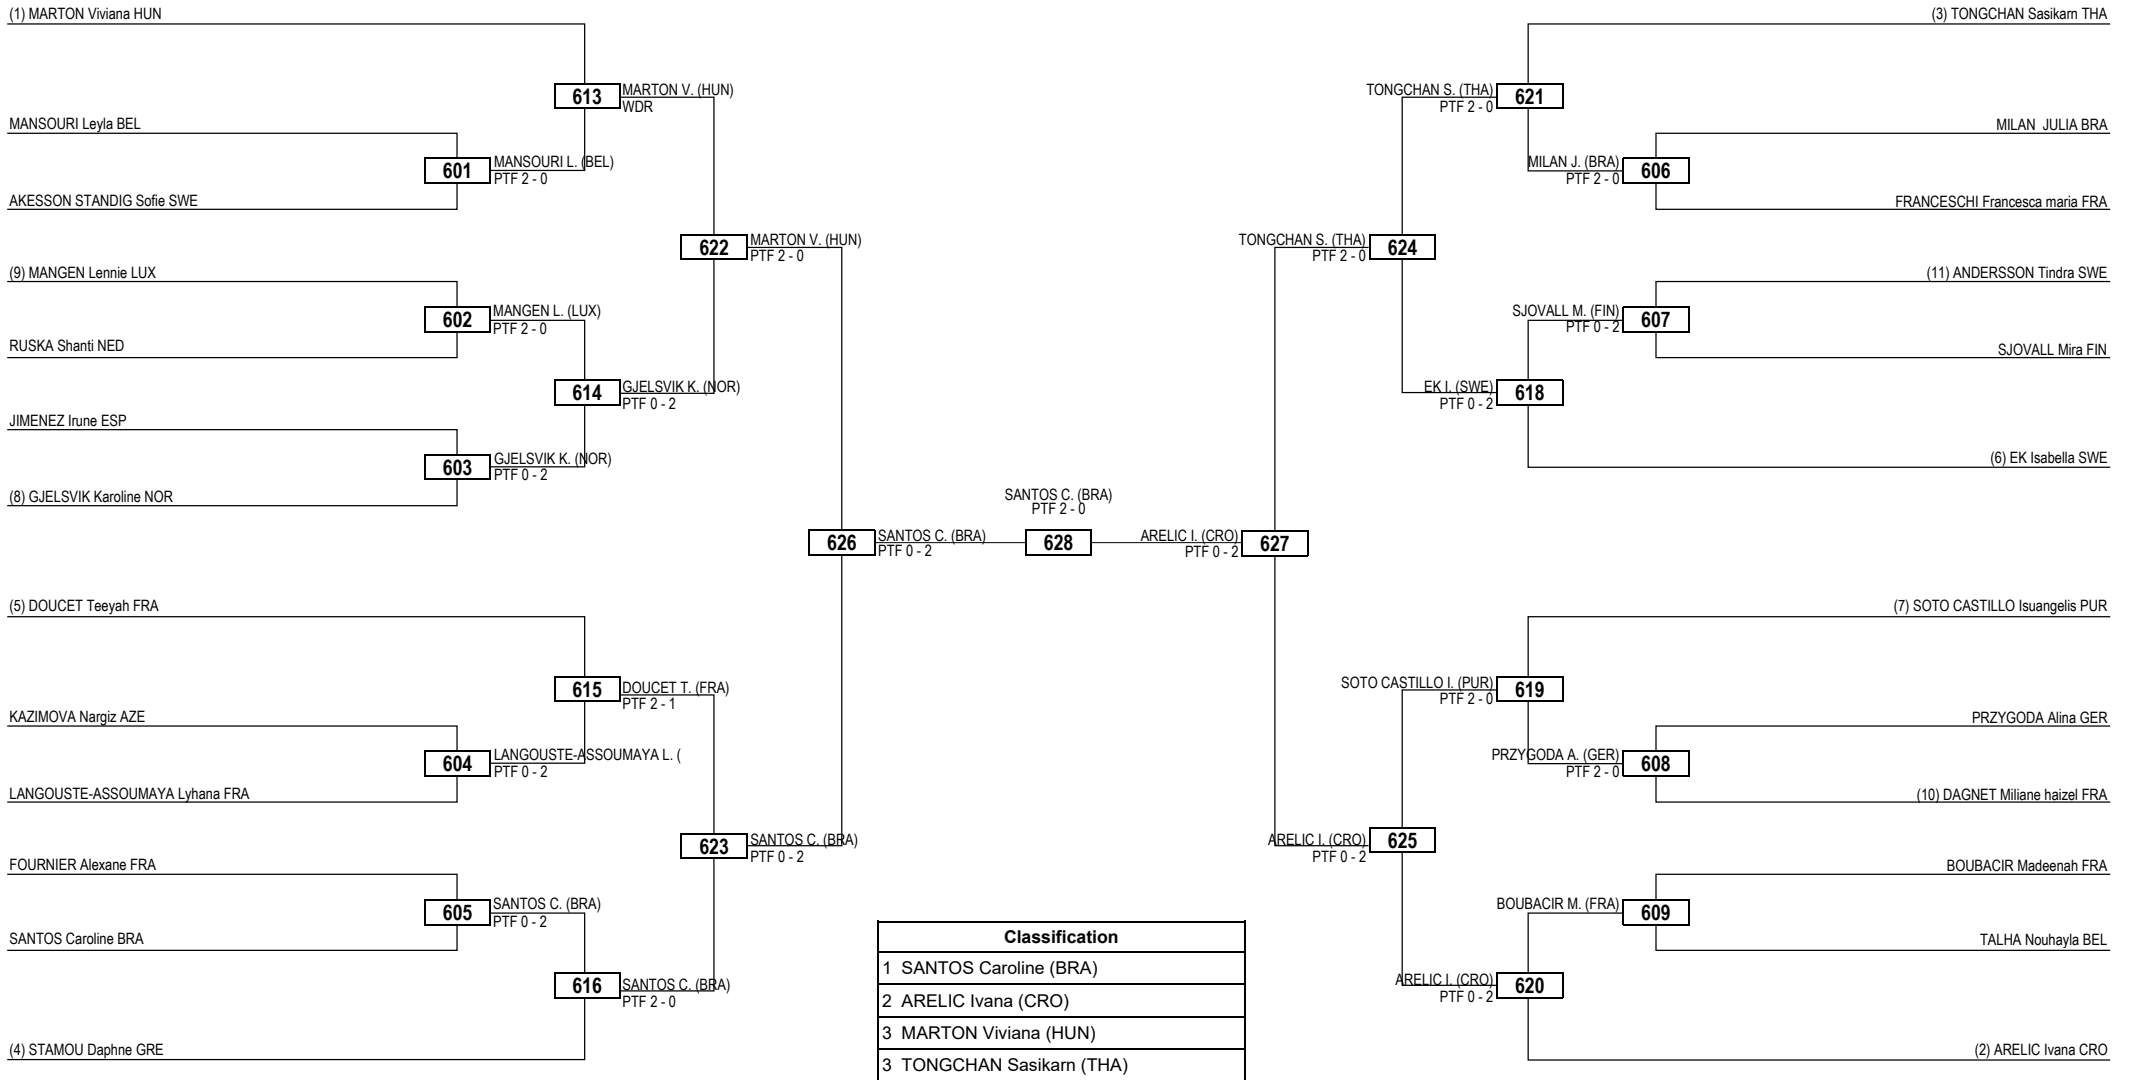 (1) MARTON Viviana HUN
613
MARTON V. (HUN)
WDR
MANSOURI Leyla BEL
601
MANSOURI L. (BEL)
PTF 2 - 0
AKESSON STANDIG Sofie SWE
622
MARTON V. (HUN)
PTF 2 - 0
(9) MANGEN Lennie LUX
602
MANGEN L. (LUX)
PTF 2 - 0
RUSKA Shanti NED
614
GJELSVIK K. (NOR)
PTF 0 - 2
JIMENEZ Irune ESP
603
GJELSVIK K. (NOR)
PTF 0 - 2
(8) GJELSVIK Karoline NOR
626
SANTOS C. (BRA)
PTF 0 - 2
(5) DOUCET Teeyah FRA
615
DOUCET T. (FRA)
PTF 2 - 1
KAZIMOVA Nargiz AZE
604
LANGOUSTE-ASSOUMAYA L. (
PTF 0 - 2
LANGOUSTE-ASSOUMAYA Lyhana FRA
623
SANTOS C. (BRA)
PTF 0 - 2
FOURNIER Alexane FRA
605
SANTOS C. (BRA)
PTF 0 - 2
SANTOS Caroline BRA
616
SANTOS C. (BRA)
PTF 2 - 0
(4) STAMOU Daphne GRE
SANTOS C. (BRA)
PTF 2 - 0
628
(3) TONGCHAN Sasikarn THA
TONGCHAN S. (THA)
PTF 2 - 0
621
MILAN JULIA BRA
MILAN J. (BRA)
PTF 2 - 0
606
FRANCESCHI Francesca maria FRA
TONGCHAN S. (THA)
PTF 2 - 0
624
(11) ANDERSSON Tindra SWE
SJOVALL M. (FIN)
PTF 0 - 2
607
SJOVALL Mira FIN
EK I. (SWE)
PTF 0 - 2
618
(6) EK Isabella SWE
ARELIC I. (CRO)
PTF 0 - 2
627
(7) SOTO CASTILLO Isuangelis PUR
SOTO CASTILLO I. (PUR)
PTF 2 - 0
619
PRZYGODA Alina GER
PRZYGODA A. (GER)
PTF 2 - 0
608
(10) DAGNET Miliane haizel FRA
ARELIC I. (CRO)
PTF 0 - 2
625
BOUBACIR Madeenah FRA
BOUBACIR M. (FRA)
609
TALHA Nouhayla BEL
ARELIC I. (CRO)
PTF 0 - 2
620
(2) ARELIC Ivana CRO
Classification
1 SANTOS Caroline (BRA)
2 ARELIC Ivana (CRO)
3 MARTON Viviana (HUN)
3 TONGCHAN Sasikarn (THA)